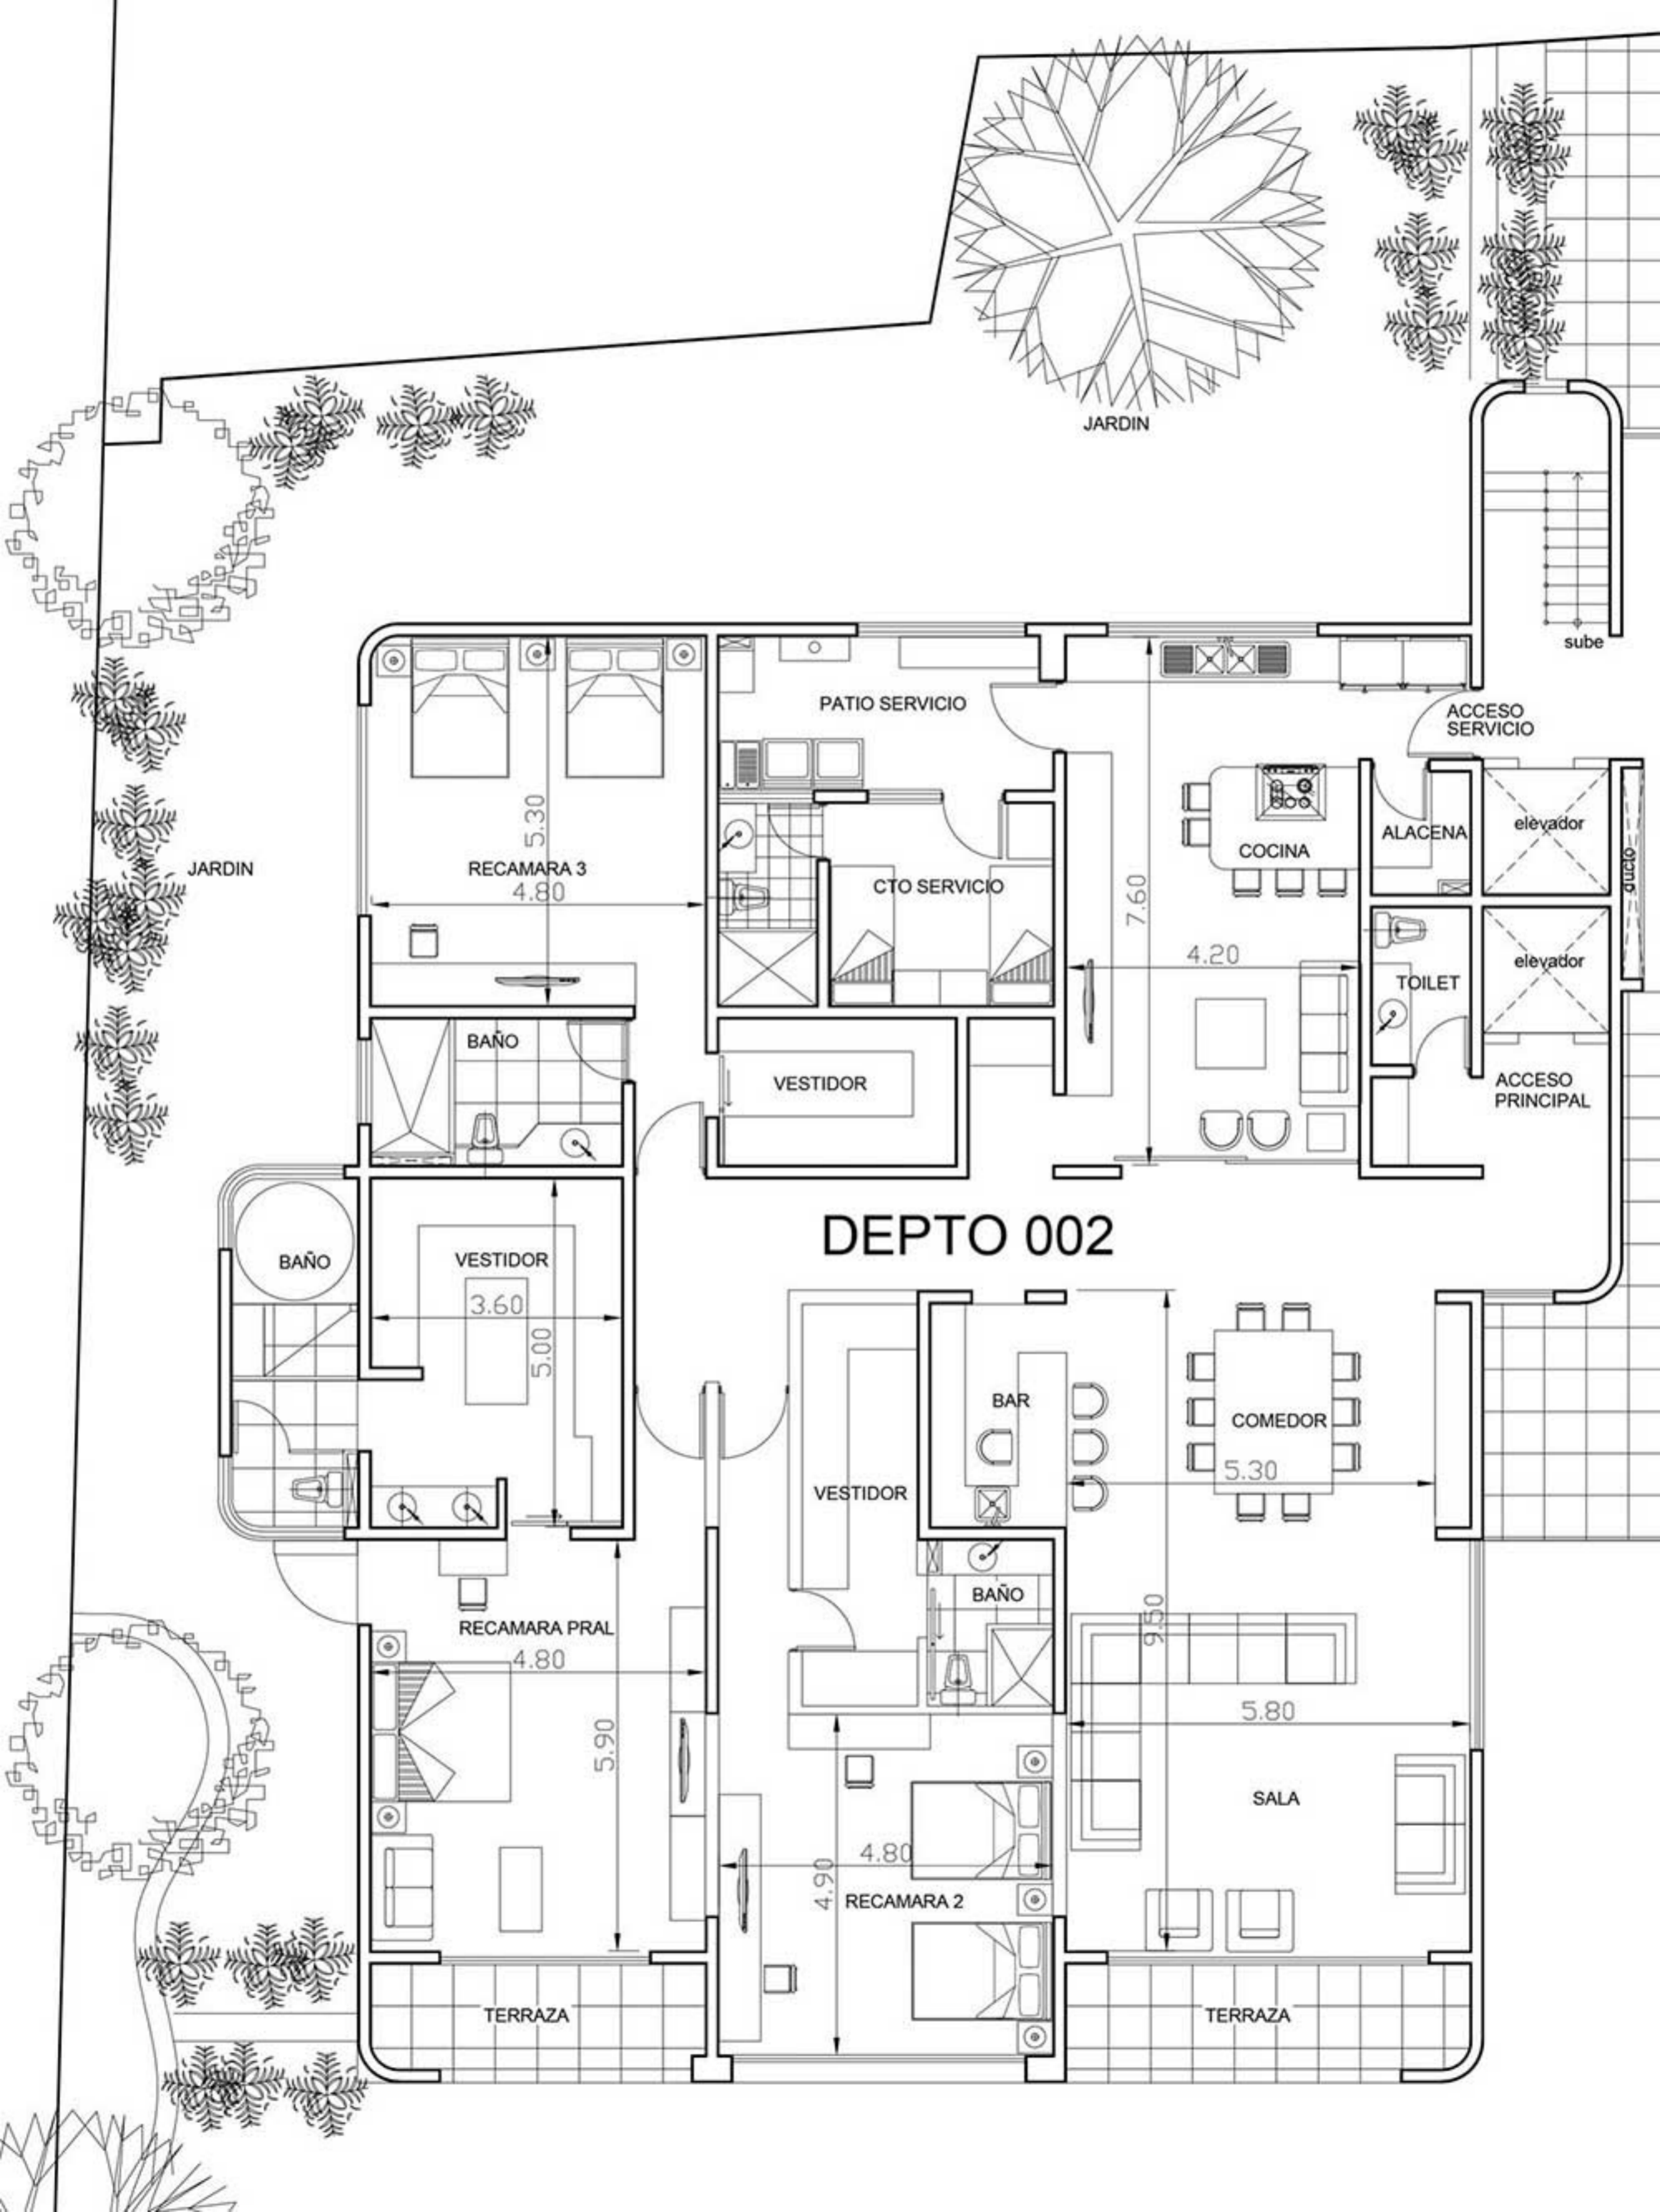 JARDIN
sube
ACCESO
SERVICIO
PATIO SERVICIO
5.30
RECAMARA 3
4.80
JARDIN
CTO SERVICIO
COCINA
7.60
4.20
ALACENA
elevador
ducto
elevador
TOILET
ACCESO
PRINCIPAL
BAÑO
VESTIDOR
DEPTO 002
BAÑO
VESTIDOR
3.60
5.00
BAR
COMEDOR
5.30
VESTIDOR
BAÑO
9.50
RECAMARA PRAL
4.80
5.90
5.80
SALA
4.80
4.90
RECAMARA 2
TERRAZA
TERRAZA